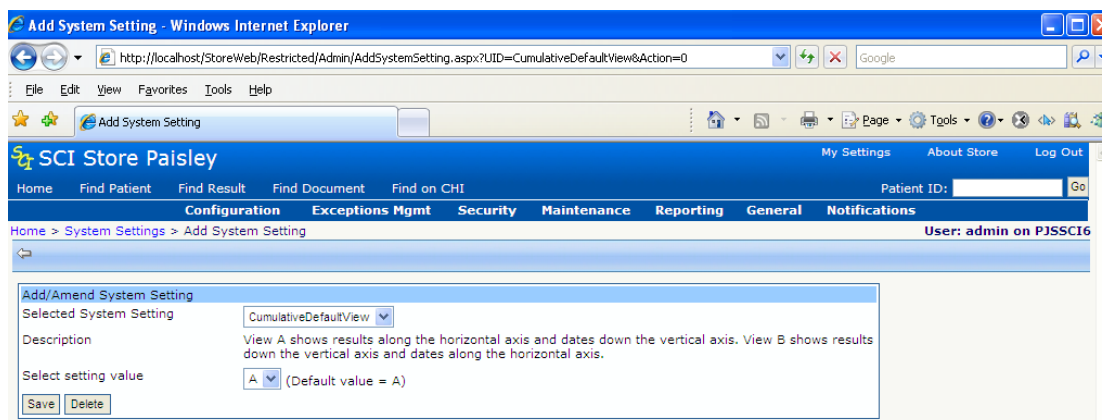 Add System Setting - Windows Internet Explorer
http://localhost/StoreWeb/Restricted/Admin/AddSystemSetting.aspx?UID=CumulativeDefaultView&Action=0 Google
File Edit View Favorites Tools Help
Add System Setting Page Tools
SCI Store Paisley My Settings About Store Log Out
Home Find Patient Find Result Find Document Find on CHI Patient ID: Go
Configuration Exceptions Mgmt Security Maintenance Reporting General Notifications
Home > System Settings > Add System Setting User: admin on PJSSCI6
Add/Amend System Setting
Selected System Setting CumulativeDefaultView
Description View A shows results along the horizontal axis and dates down the vertical axis. View B shows results
down the vertical axis and dates along the horizontal axis.
Select setting value A (Default value = A)
Save Delete